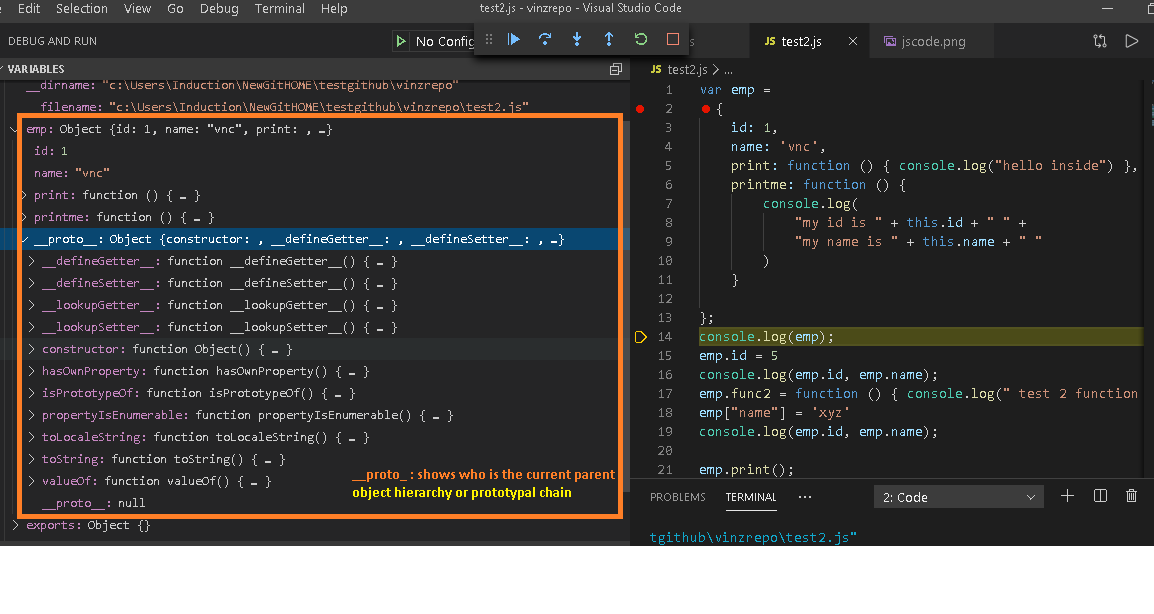 Edit Selection View Go Debug Terminal Help test2.js - vinzrepo - Visual Studio Code
DEBUG AND RUN No Config test2.js jscode.png
VARIABLES
__dirname: "c:\Users\Induction\NewGitHOME\testgithub\vinzrepo"
__filename: "c:\Users\Induction\NewGitHOME\testgithub\vinzrepo\test2.js"
emp: Object {id: 1, name: "vnc", print: , …}
id: 1
name: "vnc"
print: function () { … }
printme: function () { … }
__proto__: Object {constructor: , __defineGetter__: , __defineSetter__: , …}
__defineGetter__: function __defineGetter__() { … }
__defineSetter__: function __defineSetter__() { … }
__lookupGetter__: function __lookupGetter__() { … }
__lookupSetter__: function __lookupSetter__() { … }
constructor: function Object() { … }
hasOwnProperty: function hasOwnProperty() { … }
isPrototypeOf: function isPrototypeOf() { … }
propertyIsEnumerable: function propertyIsEnumerable() { … }
toLocaleString: function toLocaleString() { … }
toString: function toString() { … }
valueOf: function valueOf() { … }
__proto__: null
__proto_ : shows who is the current parent
object hierarchy or prototypal chain
exports: Object {}
JS test2.js > ...
1 var emp =
2 {
3 id: 1,
4 name: 'vnc',
5 print: function () { console.log("hello inside") },
6 printme: function () {
7 console.log(
8 "my id is " + this.id + " " +
9 "my name is " + this.name + " "
10 )
11 }
12
13 };
14 console.log(emp);
15 emp.id = 5
16 console.log(emp.id, emp.name);
17 emp.func2 = function () { console.log(" test 2 function
18 emp["name"] = 'xyz'
19 console.log(emp.id, emp.name);
20
21 emp.print();
PROBLEMS TERMINAL ... 2: Code
tgithub\vinzrepo\test2.js"